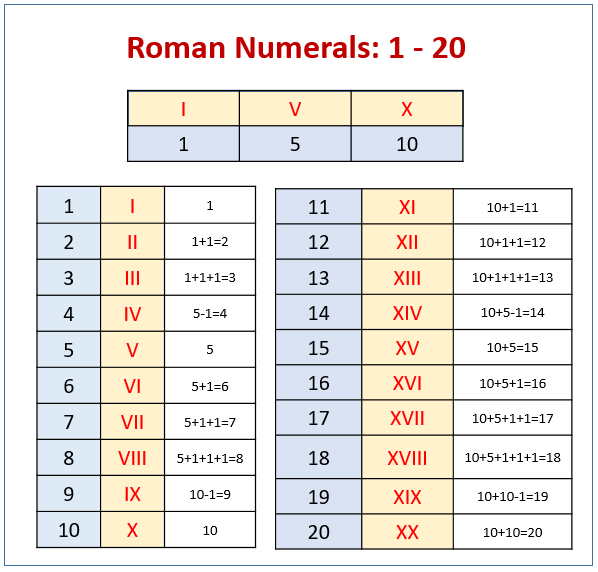 Roman Numerals: 1 - 20
I V X
1 5 10
1 I 1
2 II 1+1=2
3 III 1+1+1=3
4 IV 5-1=4
5 V 5
6 VI 5+1=6
7 VII 5+1+1=7
8 VIII 5+1+1+1=8
9 IX 10-1=9
10 X 10
11 XI 10+1=11
12 XII 10+1+1=12
13 XIII 10+1+1+1=13
14 XIV 10+5-1=14
15 XV 10+5=15
16 XVI 10+5+1=16
17 XVII 10+5+1+1=17
18 XVIII 10+5+1+1+1=18
19 XIX 10+10-1=19
20 XX 10+10=20